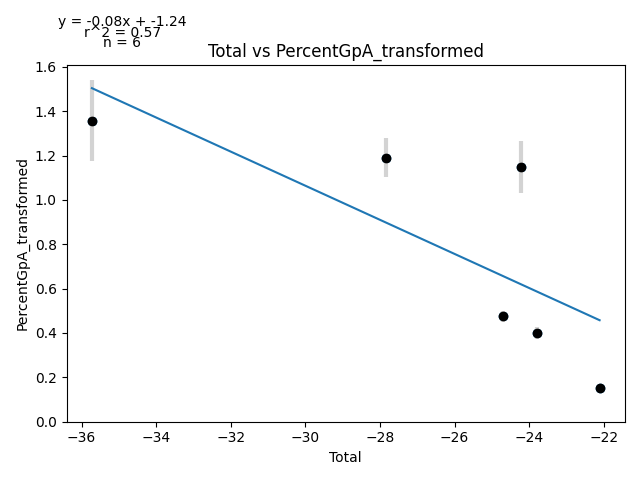 y = -0.08x + -1.24
r^2 = 0.57
n = 6
Total vs PercentGpA_transformed
PercentGpA_transformed
1.6
1.4
1.2
1.0
0.8
0.6
0.4
0.2
0.0
−36
−34
−32
−30
−28
−26
−24
−22
Total